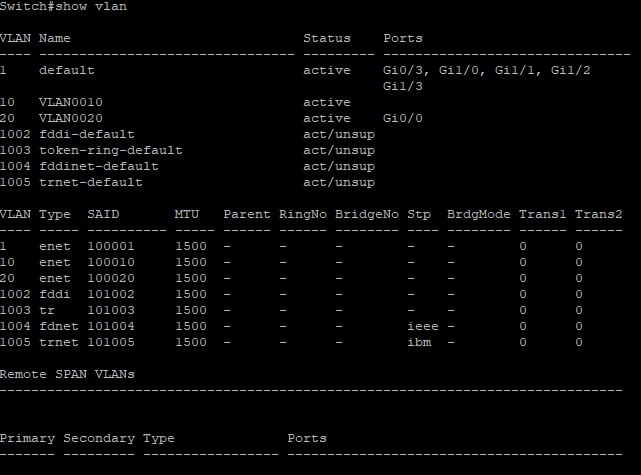 Switch#show vlan
VLAN Name                             Status    Ports
---- -------------------------------- --------- -------------------------------
1    default                          active    Gi0/3, Gi1/0, Gi1/1, Gi1/2
                                                Gi1/3
10   VLAN0010                         active
20   VLAN0020                         active    Gi0/0
1002 fddi-default                     act/unsup
1003 token-ring-default               act/unsup
1004 fddinet-default                  act/unsup
1005 trnet-default                    act/unsup
VLAN Type  SAID       MTU   Parent RingNo BridgeNo Stp  BrdgMode Trans1 Trans2
---- ----- ---------- ----- ------ ------ -------- ---- -------- ------ ------
1    enet  100001     1500  -      -      -        -    -        0      0
10   enet  100010     1500  -      -      -        -    -        0      0
20   enet  100020     1500  -      -      -        -    -        0      0
1002 fddi  101002     1500  -      -      -        -    -        0      0
1003 tr    101003     1500  -      -      -        -    -        0      0
1004 fdnet 101004     1500  -      -      -        ieee -        0      0
1005 trnet 101005     1500  -      -      -        ibm  -        0      0
Remote SPAN VLANs
------------------------------------------------------------------------------
Primary Secondary Type              Ports
------- --------- ----------------- ------------------------------------------